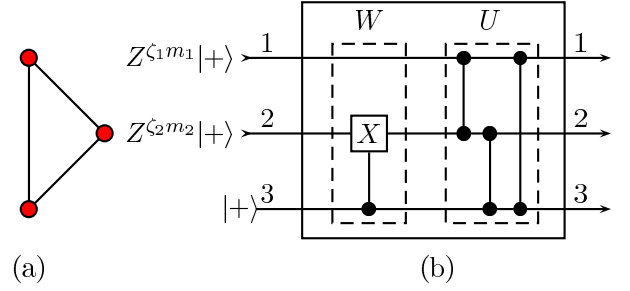 W U
1 Z^{ζ₁m₁}|+⟩ 1
2 Z^{ζ₂m₂}|+⟩ X 2
3 |+⟩ 3
(a) (b)